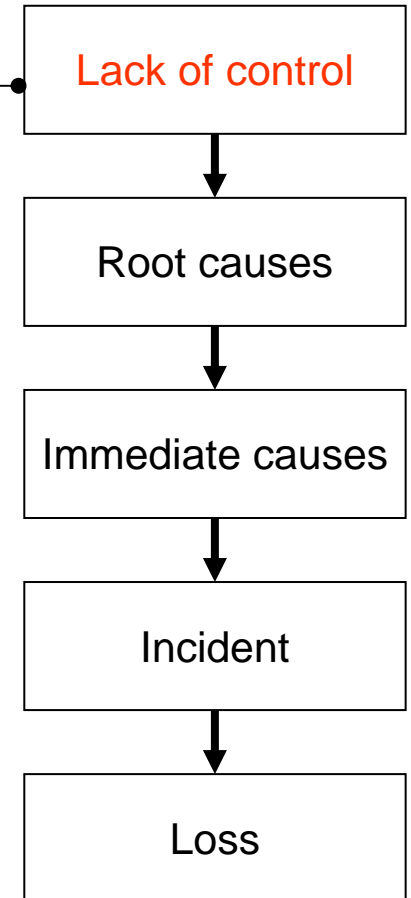 Lack of control
Root causes
Immediate causes
Incident
Loss